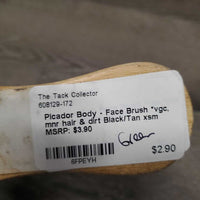 The Tack Collector
608129-172
Picador Body - Face Brush *vgc,
mnr hair & dirt Black/Tan xsm
MSRP: $3.90
Green
$2.90
6FPEYH